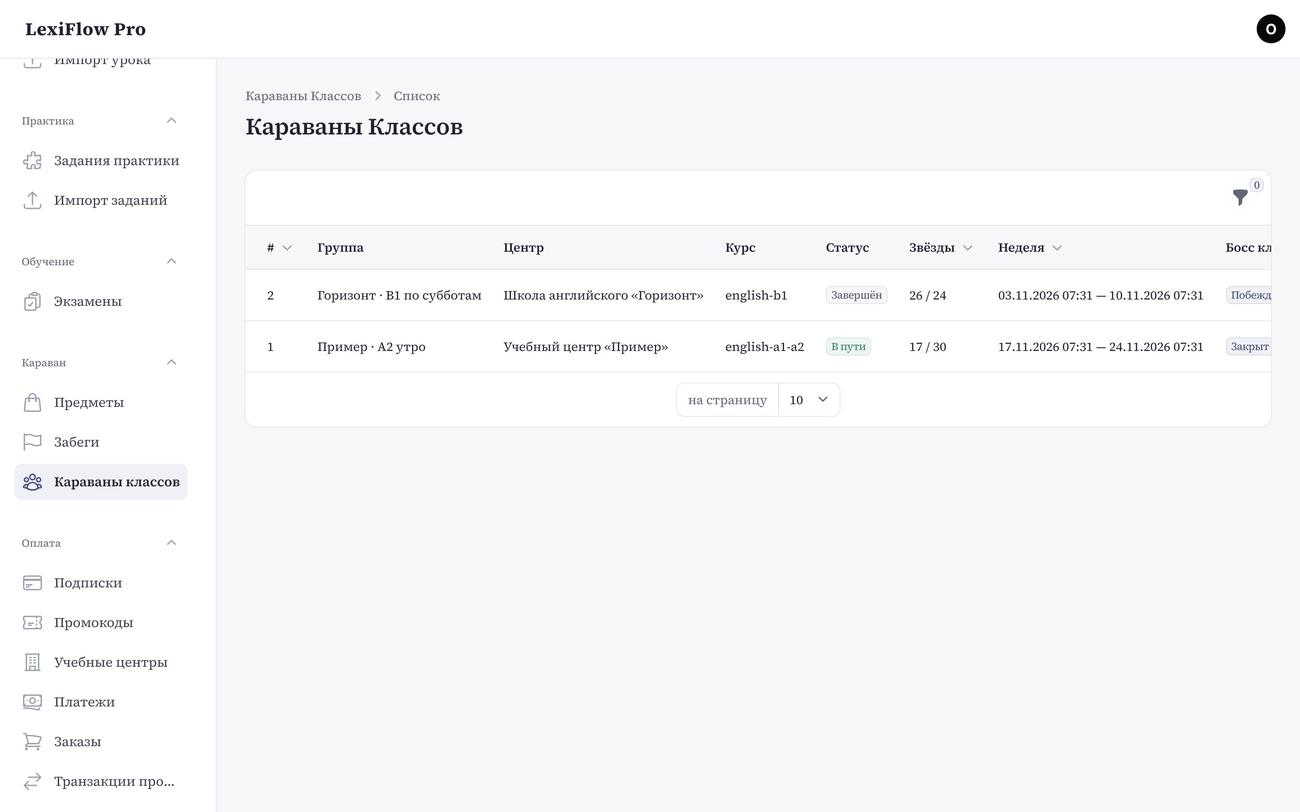 LexiFlow Pro
O
Импорт урока
Практика
Задания практики
Импорт заданий
Обучение
Экзамены
Караван
Предметы
Забеги
Караваны классов
Оплата
Подписки
Промокоды
Учебные центры
Платежи
Заказы
Транзакции про...
Караваны Классов > Список
Караваны Классов
0
# Группа Центр Курс Статус Звёзды Неделя Босс кл
2 Горизонт · B1 по субботам Школа английского «Горизонт» english-b1 Завершён 26 / 24 03.11.2026 07:31 — 10.11.2026 07:31 Побежд
1 Пример · A2 утро Учебный центр «Пример» english-a1-a2 В пути 17 / 30 17.11.2026 07:31 — 24.11.2026 07:31 Закрыт
на страницу 10